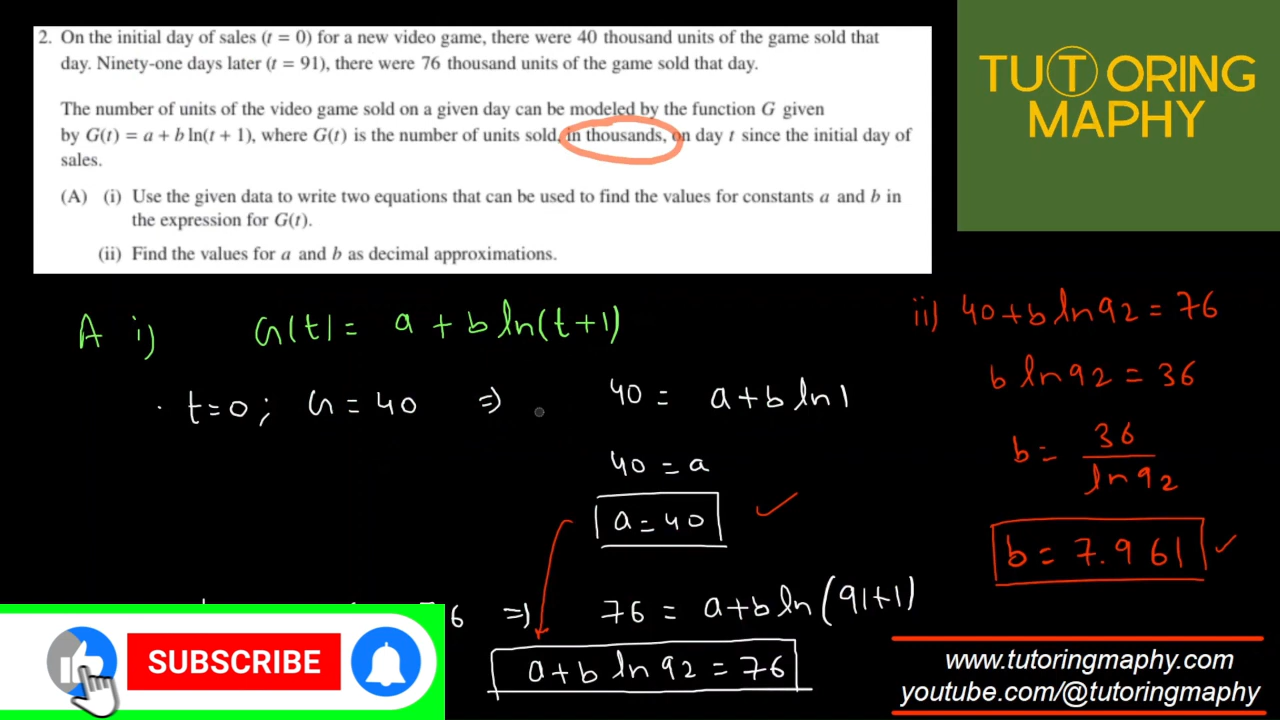 2. On the initial day of sales (t = 0) for a new video game, there were 40 thousand units of the game sold that
day. Ninety-one days later (t = 91), there were 76 thousand units of the game sold that day.
The number of units of the video game sold on a given day can be modeled by the function G given
by G(t) = a + b ln(t + 1), where G(t) is the number of units sold, in thousands, on day t since the initial day of
sales.
(A) (i) Use the given data to write two equations that can be used to find the values for constants a and b in
the expression for G(t).
(ii) Find the values for a and b as decimal approximations.
TUTORING
MAPHY
A i) G(t) = a + b ln(t+1)
· t=0; G = 40 ⇒ 40 = a+b ln 1
40 = a
a = 40 ✓
76 ⇒ 76 = a+b ln(91+1)
a+b ln 92 = 76
ii) 40+b ln 92 = 76
b ln 92 = 36
b = 36/ln 92
b = 7.961 ✓
SUBSCRIBE
www.tutoringmaphy.com
youtube.com/@tutoringmaphy